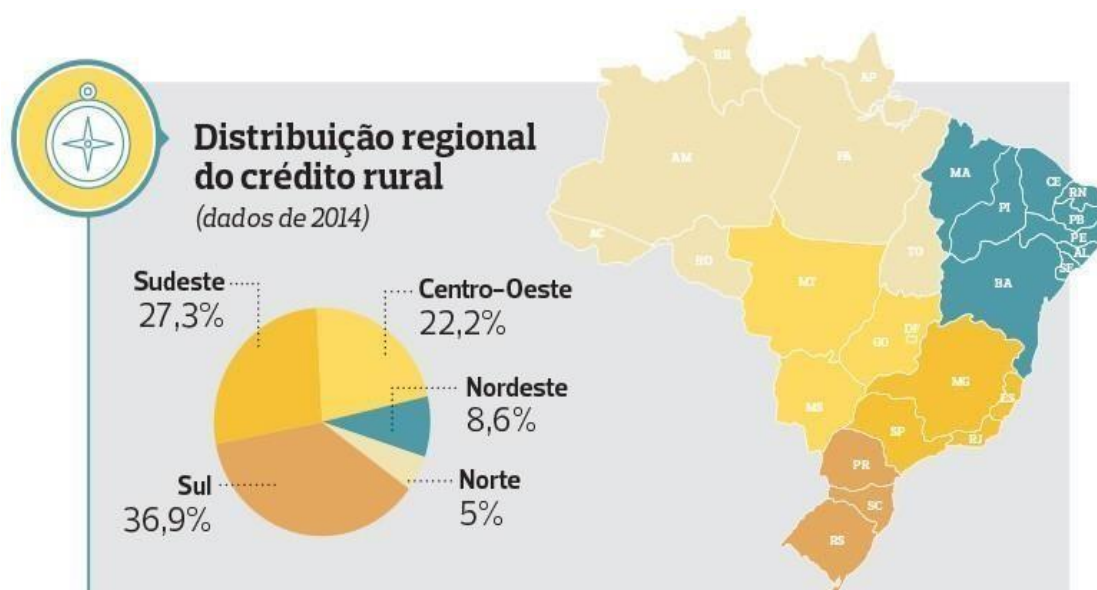 Distribuição regional
do crédito rural
(dados de 2014)
Sudeste
27,3%
Centro-Oeste
22,2%
Nordeste
8,6%
Norte
5%
Sul
36,9%
RR
AP
AM
PA
MA
CE
RN
PB
PE
AL
SE
PI
AC
RO
TO
MT
BA
GO
DF
MG
ES
MS
SP
RJ
PR
SC
RS